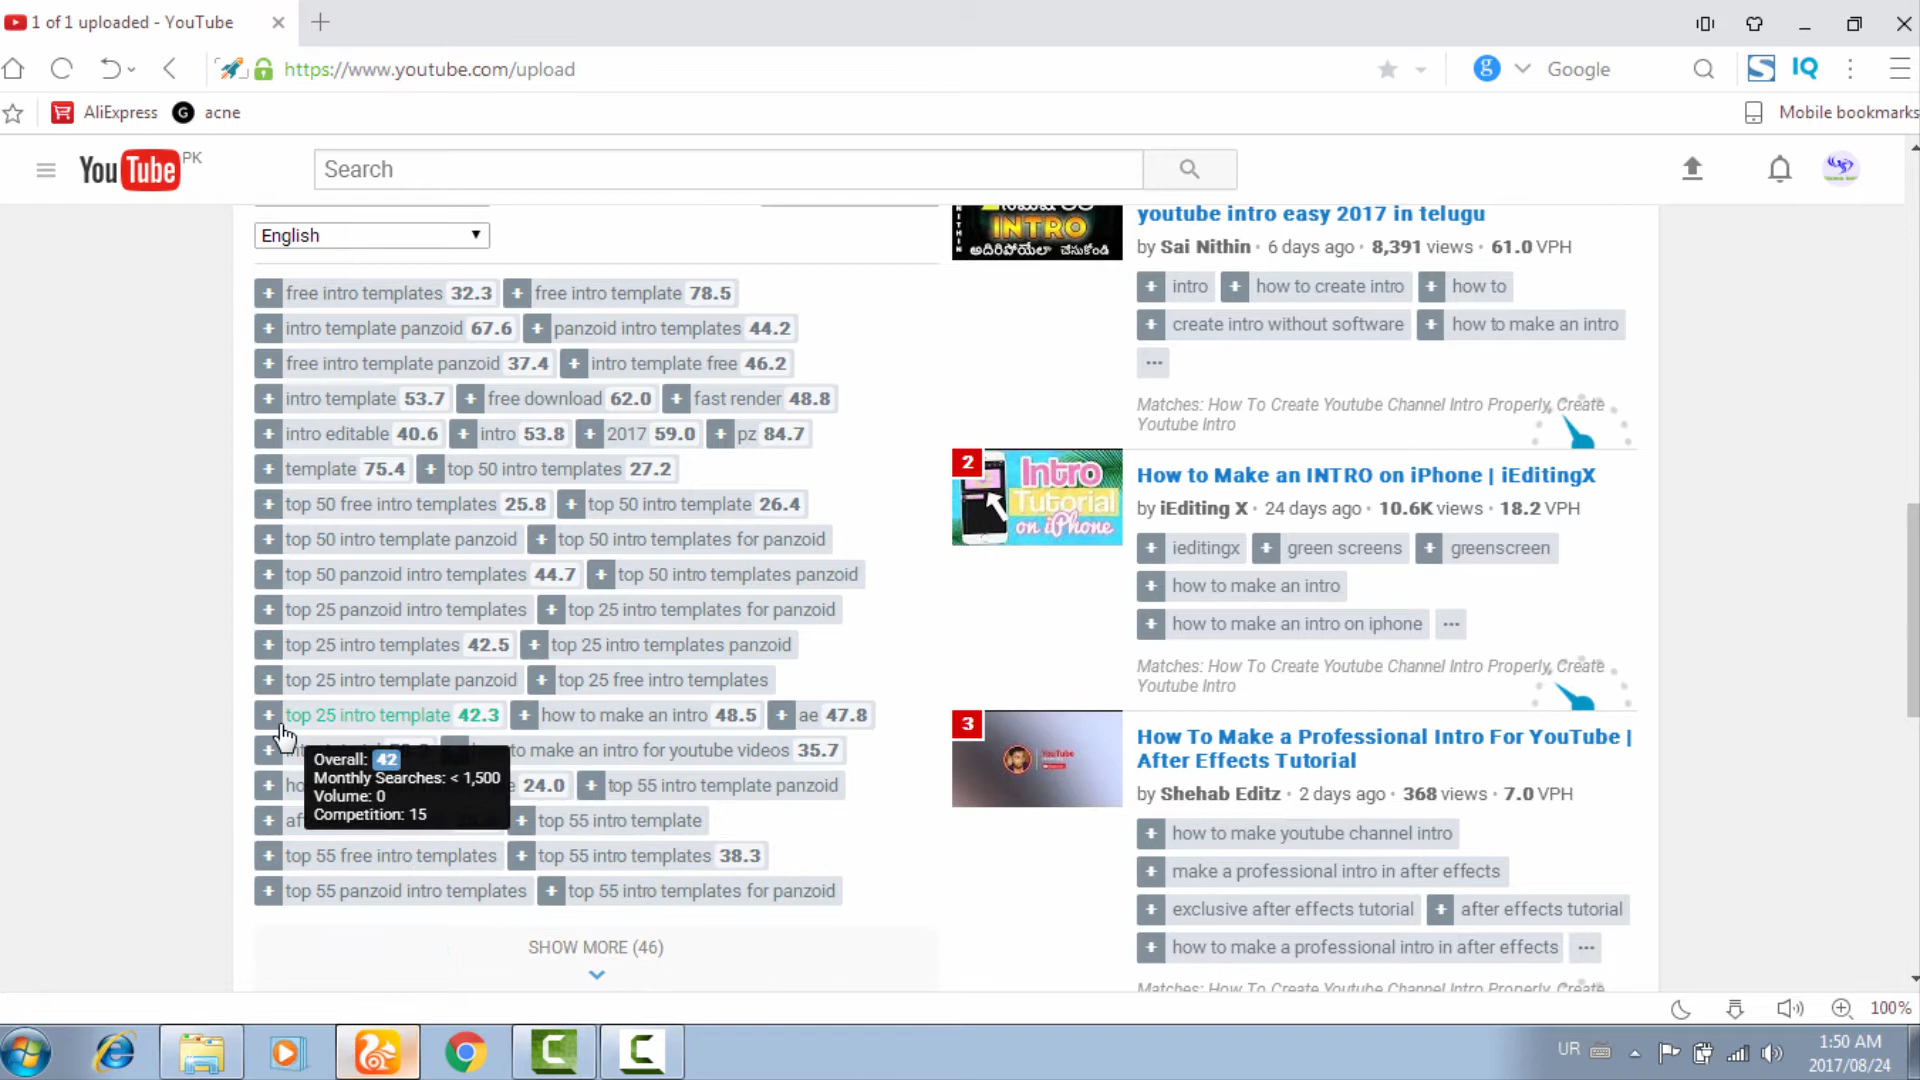 1 of 1 uploaded - YouTube
https://www.youtube.com/upload
Google
IQ
AliExpress
acne
Mobile bookmarks
YouTube PK
Search
English
free intro templates 32.3 free intro template 78.5
intro template panzoid 67.6 panzoid intro templates 44.2
free intro template panzoid 37.4 intro template free 46.2
intro template 53.7 free download 62.0 fast render 48.8
intro editable 40.6 intro 53.8 2017 59.0 pz 84.7
template 75.4 top 50 intro templates 27.2
top 50 free intro templates 25.8 top 50 intro template 26.4
top 50 intro template panzoid top 50 intro templates for panzoid
top 50 panzoid intro templates 44.7 top 50 intro templates panzoid
top 25 panzoid intro templates top 25 intro templates for panzoid
top 25 intro templates 42.5 top 25 intro templates panzoid
top 25 intro template panzoid top 25 free intro templates
top 25 intro template 42.3 how to make an intro 48.5 ae 47.8
to make an intro for youtube videos 35.7
24.0 top 55 intro template panzoid
top 55 intro template
top 55 free intro templates top 55 intro templates 38.3
top 55 panzoid intro templates top 55 intro templates for panzoid
Overall: 42
Monthly Searches: < 1,500
Volume: 0
Competition: 15
SHOW MORE (46)
INTRO
అదిరిపోయేలా చేసుకోండి
youtube intro easy 2017 in telugu
by Sai Nithin · 6 days ago · 8,391 views · 61.0 VPH
intro how to create intro how to
create intro without software how to make an intro
...
Matches: How To Create Youtube Channel Intro Properly, Create
Youtube Intro
2
Intro
Tutorial
on iPhone
How to Make an INTRO on iPhone | iEditingX
by iEditing X · 24 days ago · 10.6K views · 18.2 VPH
ieditingx green screens greenscreen
how to make an intro
how to make an intro on iphone ...
Matches: How To Create Youtube Channel Intro Properly, Create
Youtube Intro
3
YouTube
How To Make a Professional Intro For YouTube |
After Effects Tutorial
by Shehab Editz · 2 days ago · 368 views · 7.0 VPH
how to make youtube channel intro
make a professional intro in after effects
exclusive after effects tutorial after effects tutorial
how to make a professional intro in after effects ...
Matches: How To Create Youtube Channel Intro Properly, Create
100%
UR
1:50 AM
2017/08/24